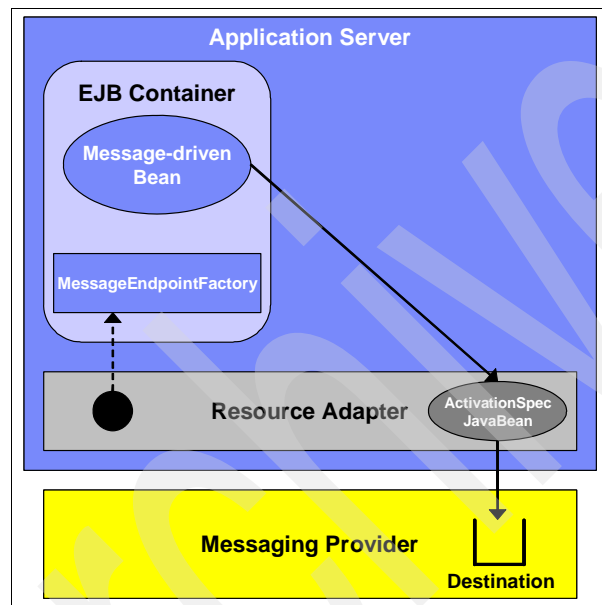 Application Server
EJB Container
Message-driven
Bean
MessageEndpointFactory
Resource Adapter
ActivationSpec
JavaBean
Messaging Provider
Destination